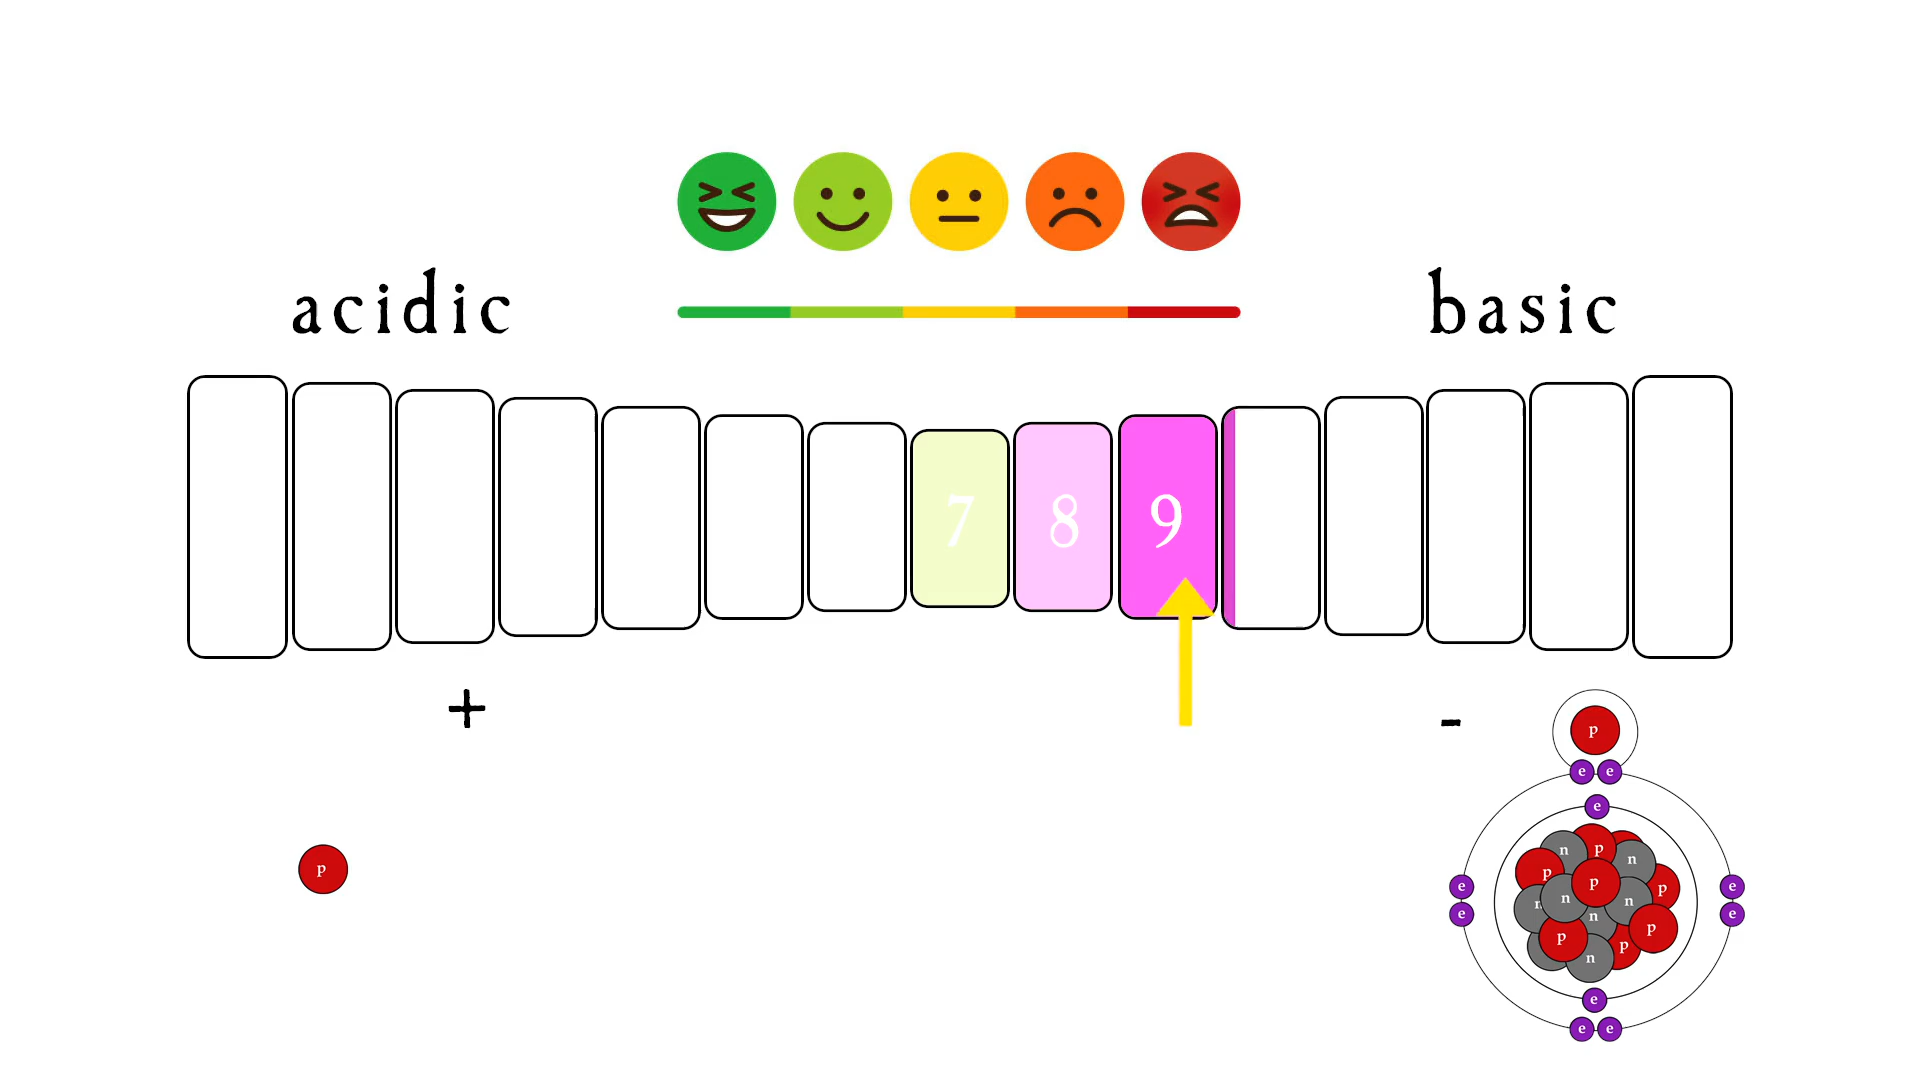 acidic
basic
7 8 9
+
-
p
e e
e
n p n
p p p
n n n n
p p p
n
e e
e e
e
e e
p